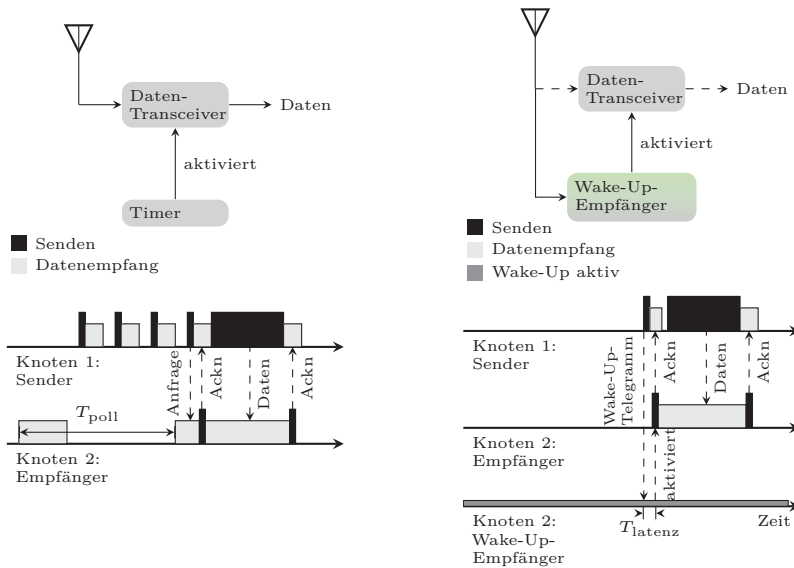 Daten-
Transceiver
Daten
aktiviert
Timer
Senden
Datenempfang
Knoten 1:
Sender
Anfrage
Ackn
Daten
Ackn
Tpoll
Knoten 2:
Empfänger
Daten-
Transceiver
Daten
aktiviert
Wake-Up-
Empfänger
Senden
Datenempfang
Wake-Up aktiv
Knoten 1:
Sender
Wake-Up-
Telegramm
Ackn
Daten
Ackn
Knoten 2:
Empfänger
aktiviert
Knoten 2:
Wake-Up-
Empfänger
Tlatenz
Zeit